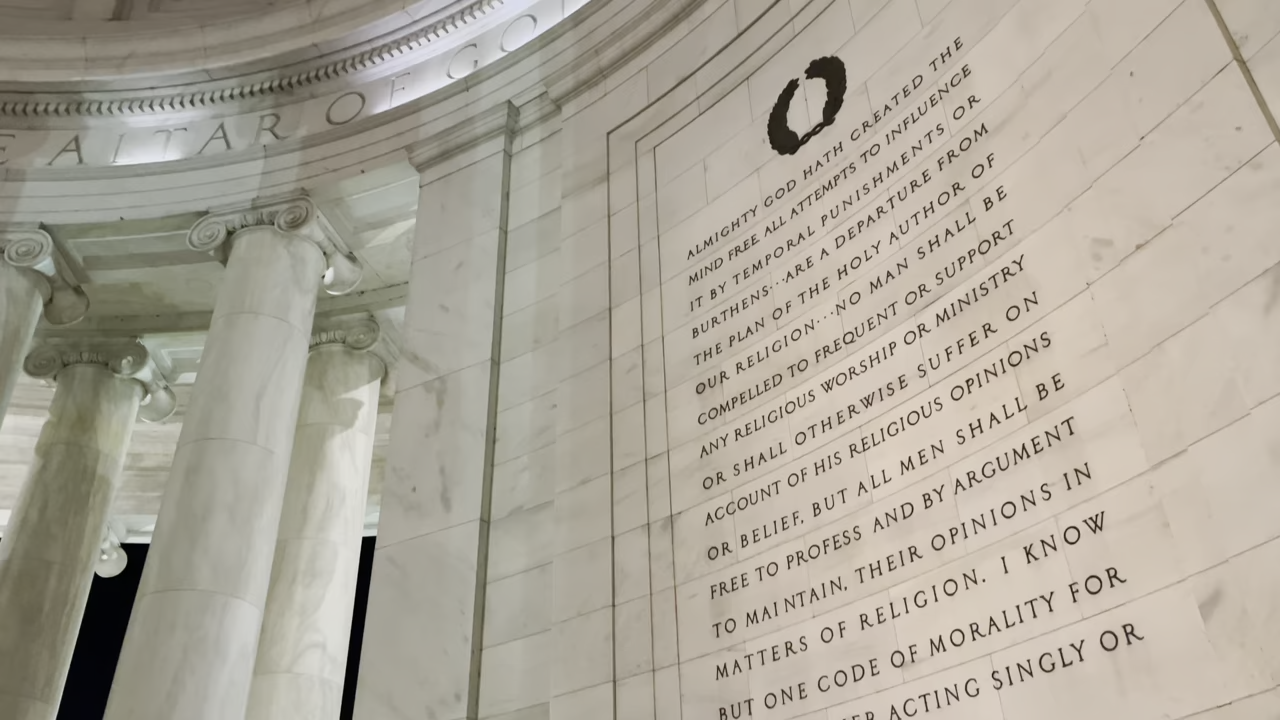 ALTAR OF GO
ALMIGHTY GOD HATH CREATED THE
MIND FREE. ALL ATTEMPTS TO INFLUENCE
IT BY TEMPORAL PUNISHMENTS OR
BURTHENS···ARE A DEPARTURE FROM
THE PLAN OF THE HOLY AUTHOR OF
OUR RELIGION···NO MAN SHALL BE
COMPELLED TO FREQUENT OR SUPPORT
ANY RELIGIOUS WORSHIP OR MINISTRY
OR SHALL OTHERWISE SUFFER ON
ACCOUNT OF HIS RELIGIOUS OPINIONS
OR BELIEF, BUT ALL MEN SHALL BE
FREE TO PROFESS AND BY ARGUMENT
TO MAINTAIN, THEIR OPINIONS IN
MATTERS OF RELIGION. I KNOW
BUT ONE CODE OF MORALITY FOR
ACTING SINGLY OR